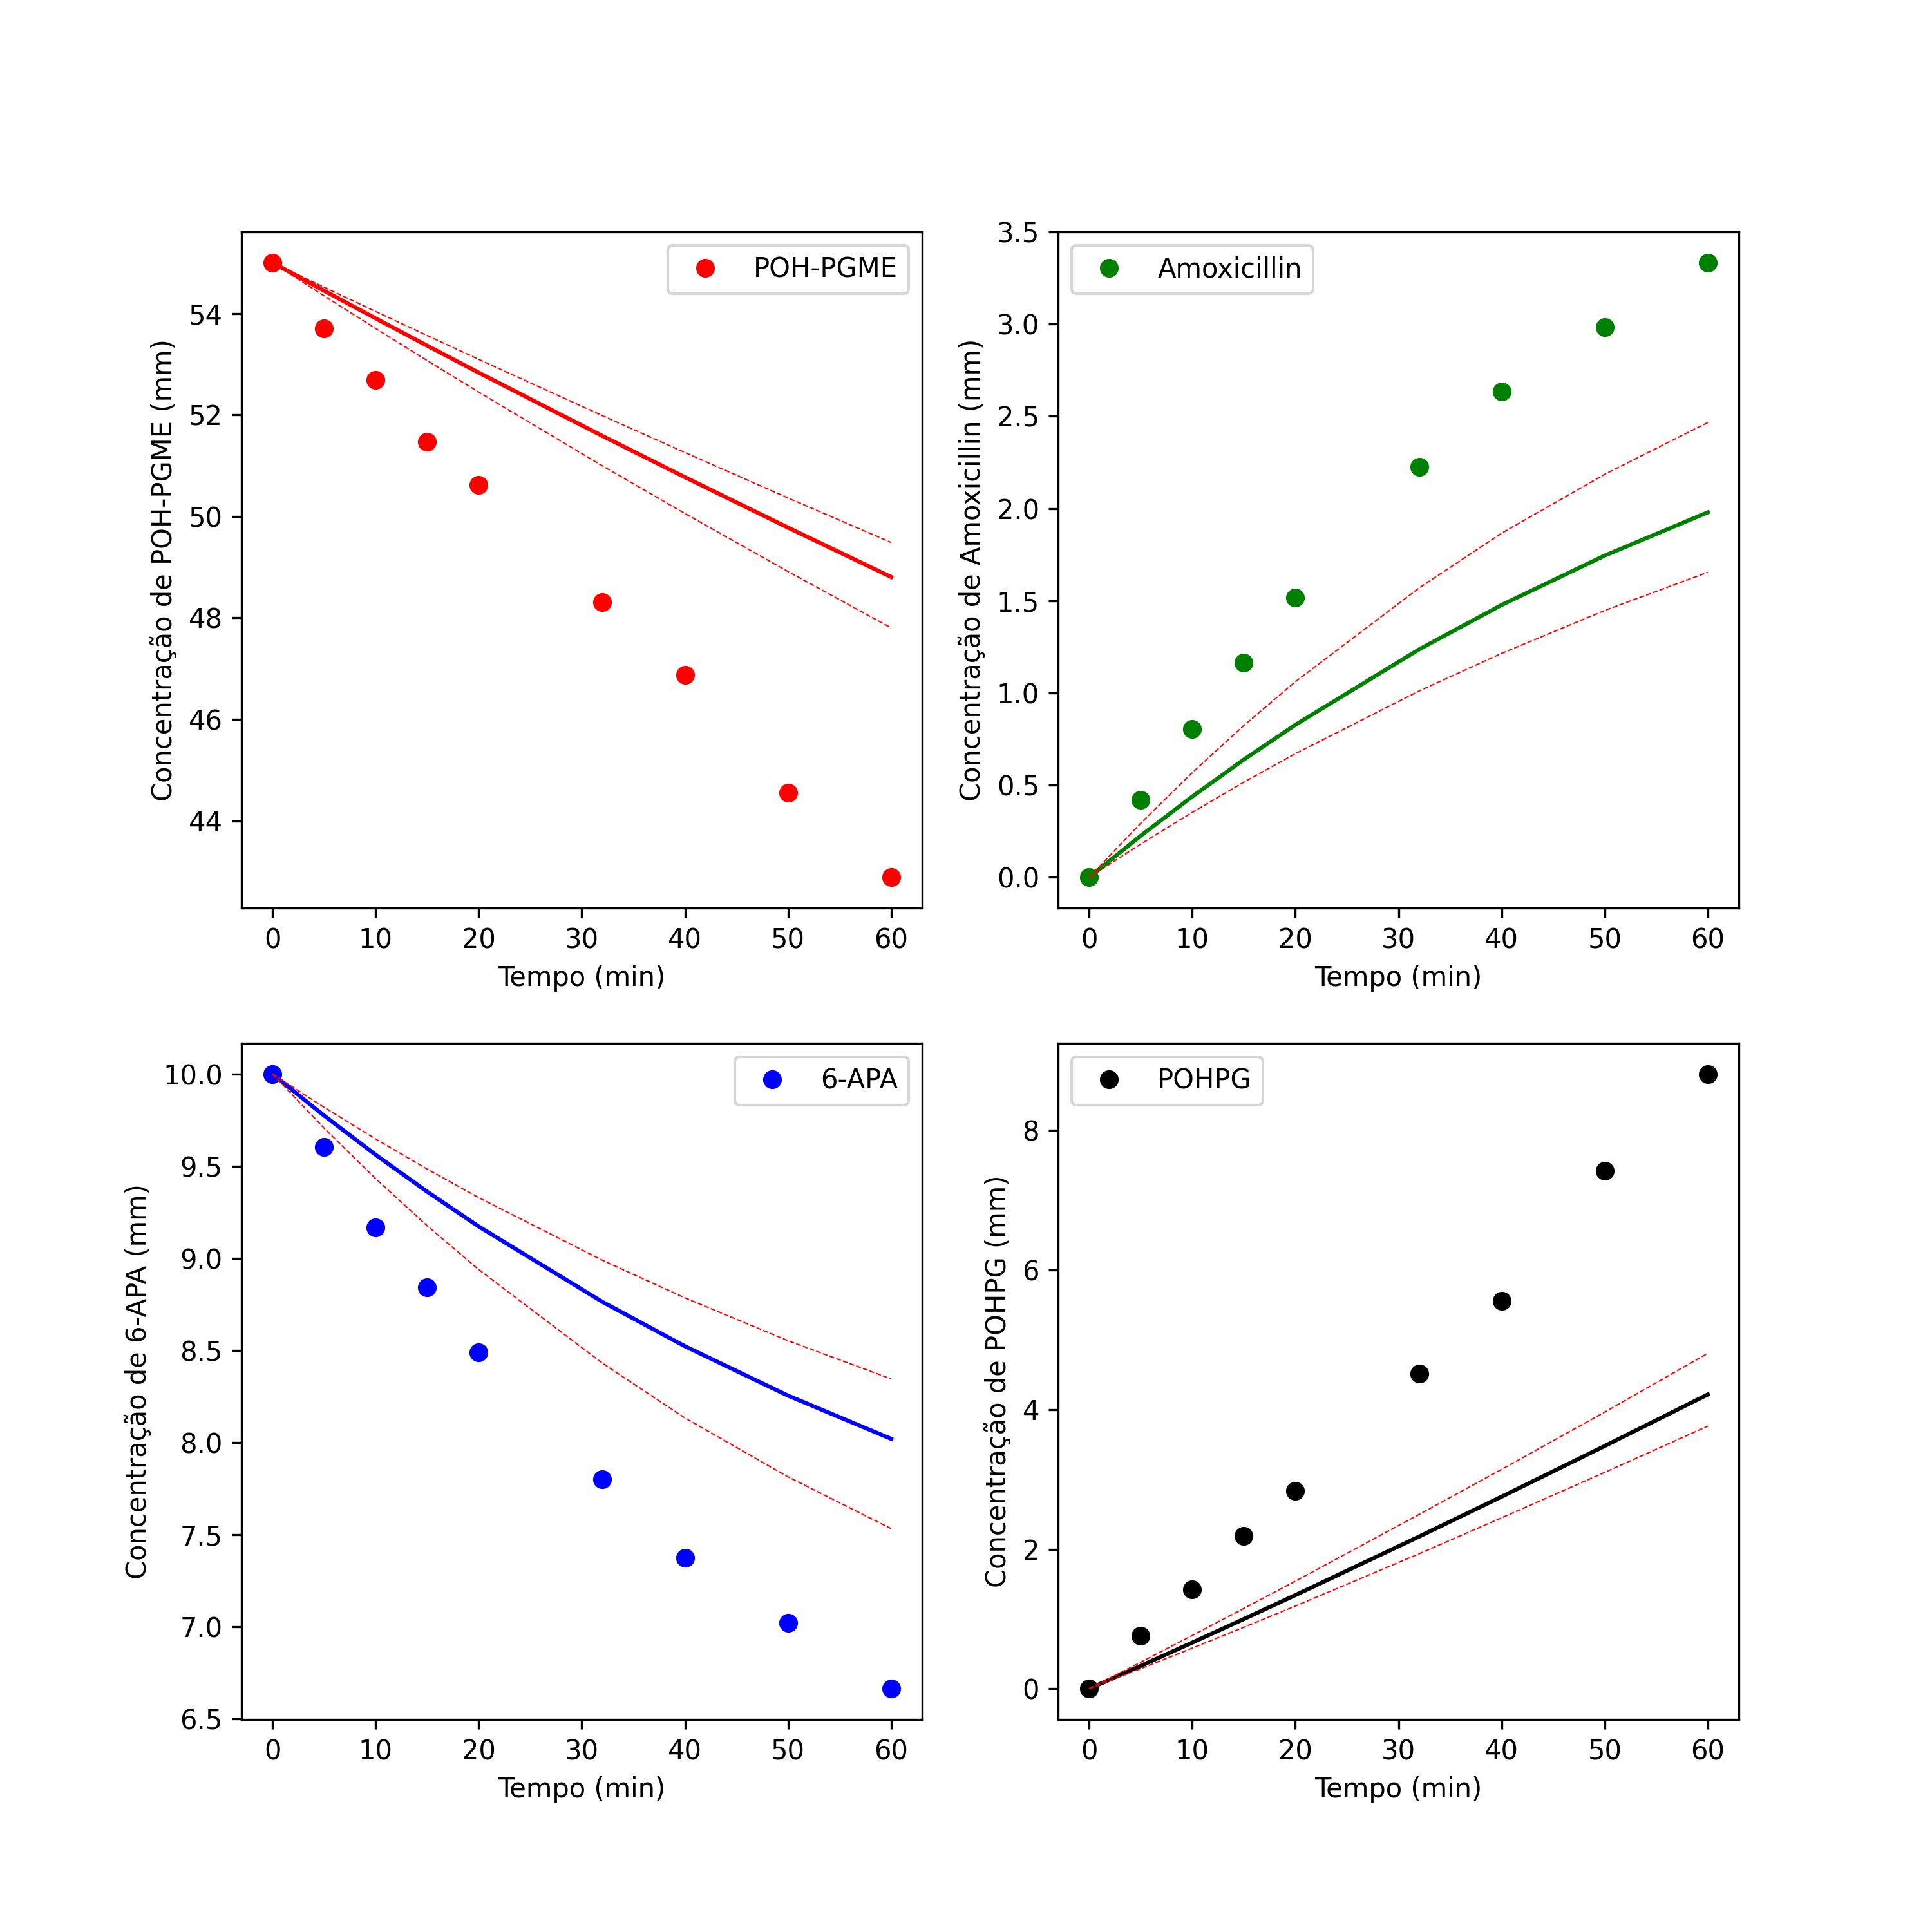 POH-PGME
54
52
50
48
46
44
Concentração de POH-PGME (mm)
0 10 20 30 40 50 60
Tempo (min)
Amoxicillin
3.5
3.0
2.5
2.0
1.5
1.0
0.5
0.0
Concentração de Amoxicillin (mm)
0 10 20 30 40 50 60
Tempo (min)
6-APA
10.0
9.5
9.0
8.5
8.0
7.5
7.0
6.5
Concentração de 6-APA (mm)
0 10 20 30 40 50 60
Tempo (min)
POHPG
8
6
4
2
0
Concentração de POHPG (mm)
0 10 20 30 40 50 60
Tempo (min)